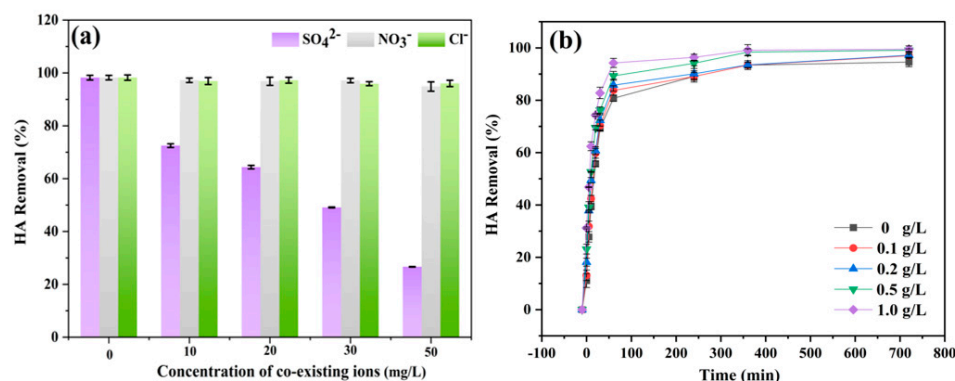 (a)
SO₄²⁻ NO₃⁻ Cl⁻
120
100
80
60
40
20
0
HA Removal (%)
0 10 20 30 50
Concentration of co-existing ions (mg/L)
(b)
100
80
60
40
20
0
HA Removal (%)
0 g/L
0.1 g/L
0.2 g/L
0.5 g/L
1.0 g/L
-100 0 100 200 300 400 500 600 700 800
Time (min)